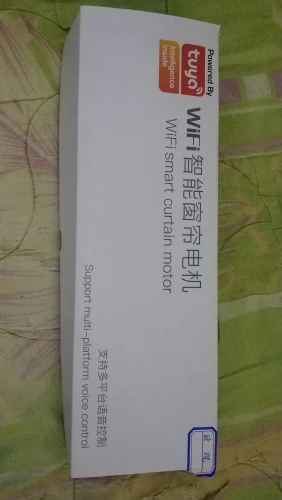 Powered By
tuya
Intelligence
Inside
WiFi智能窗帘电机
WiFi smart curtain motor
支持多平台语音控制
Support multi-platform voice control